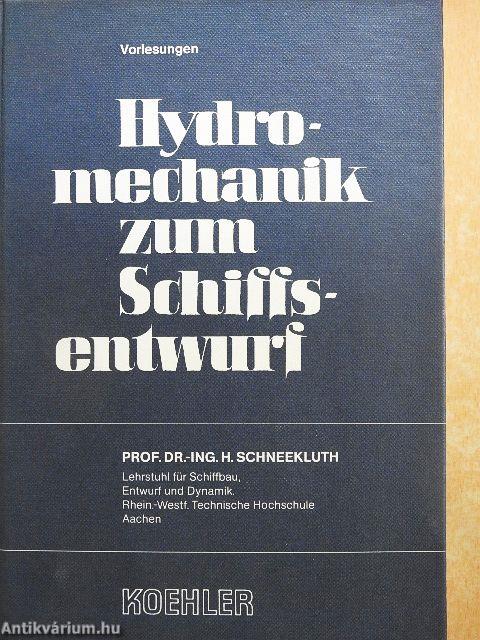 Vorlesungen
Hydro-
mechanik
zum
Schiffs-
entwurf
PROF. DR.-ING. H. SCHNEEKLUTH
Lehrstuhl für Schiffbau,
Entwurf und Dynamik.
Rhein.-Westf. Technische Hochschule
Aachen
KOEHLER
Antikvárium.hu